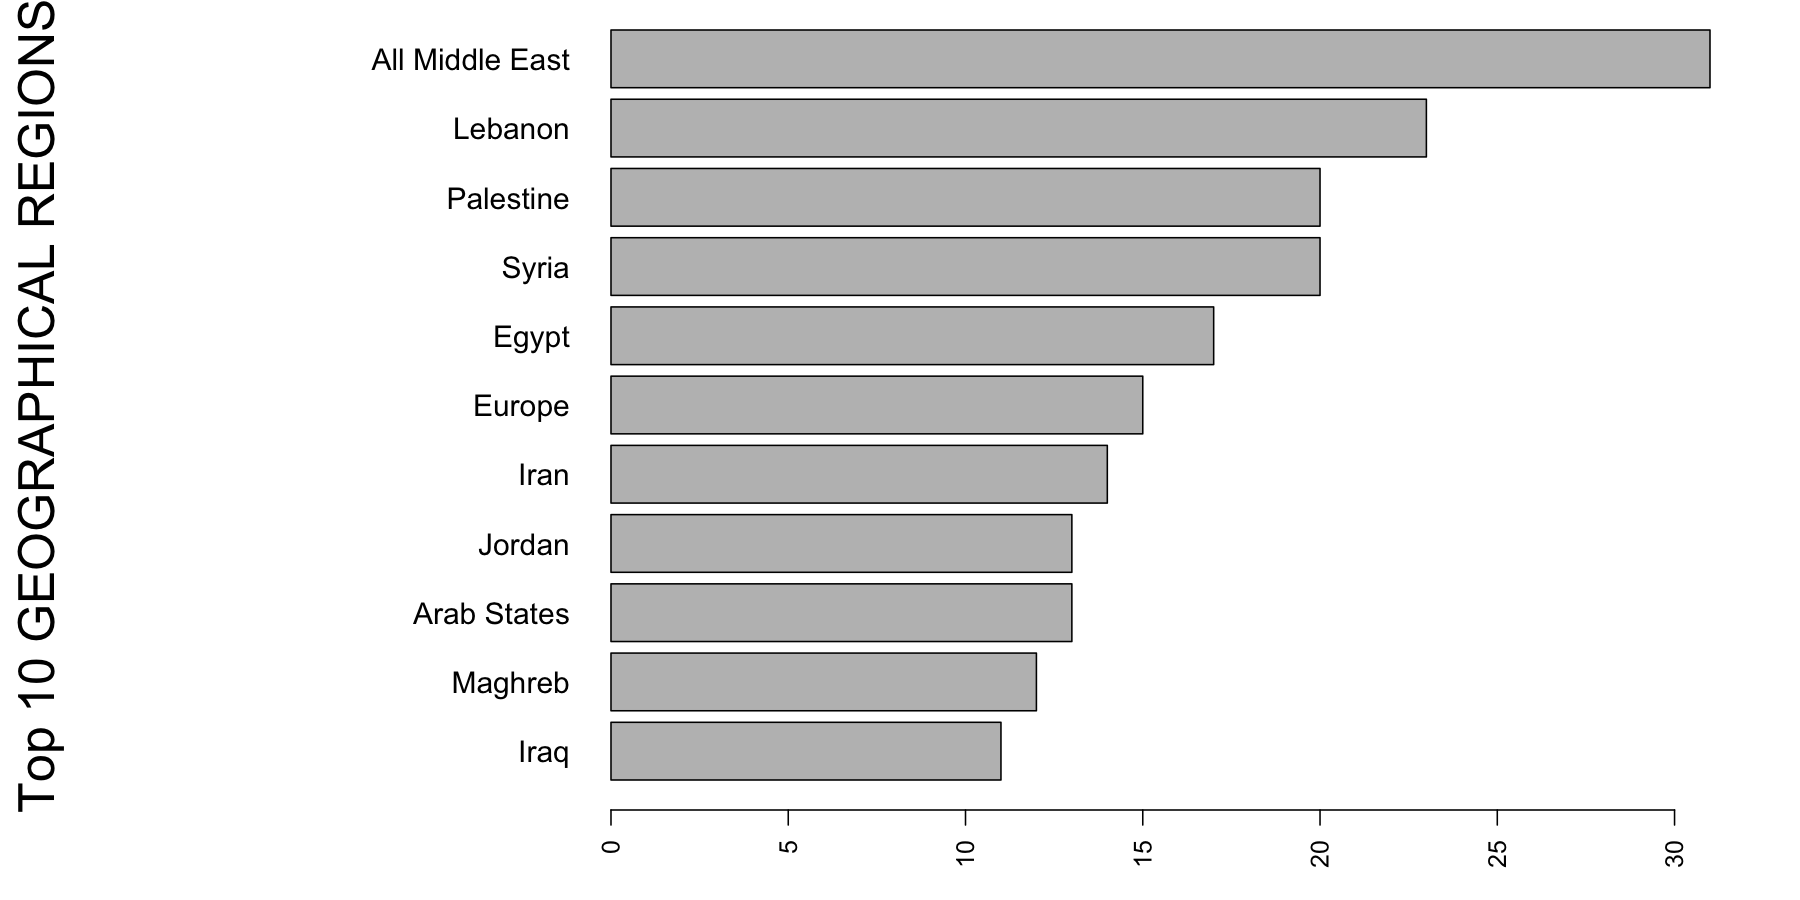 Top 10 GEOGRAPHICAL REGIONS
All Middle East
Lebanon
Palestine
Syria
Egypt
Europe
Iran
Jordan
Arab States
Maghreb
Iraq
0 5 10 15 20 25 30